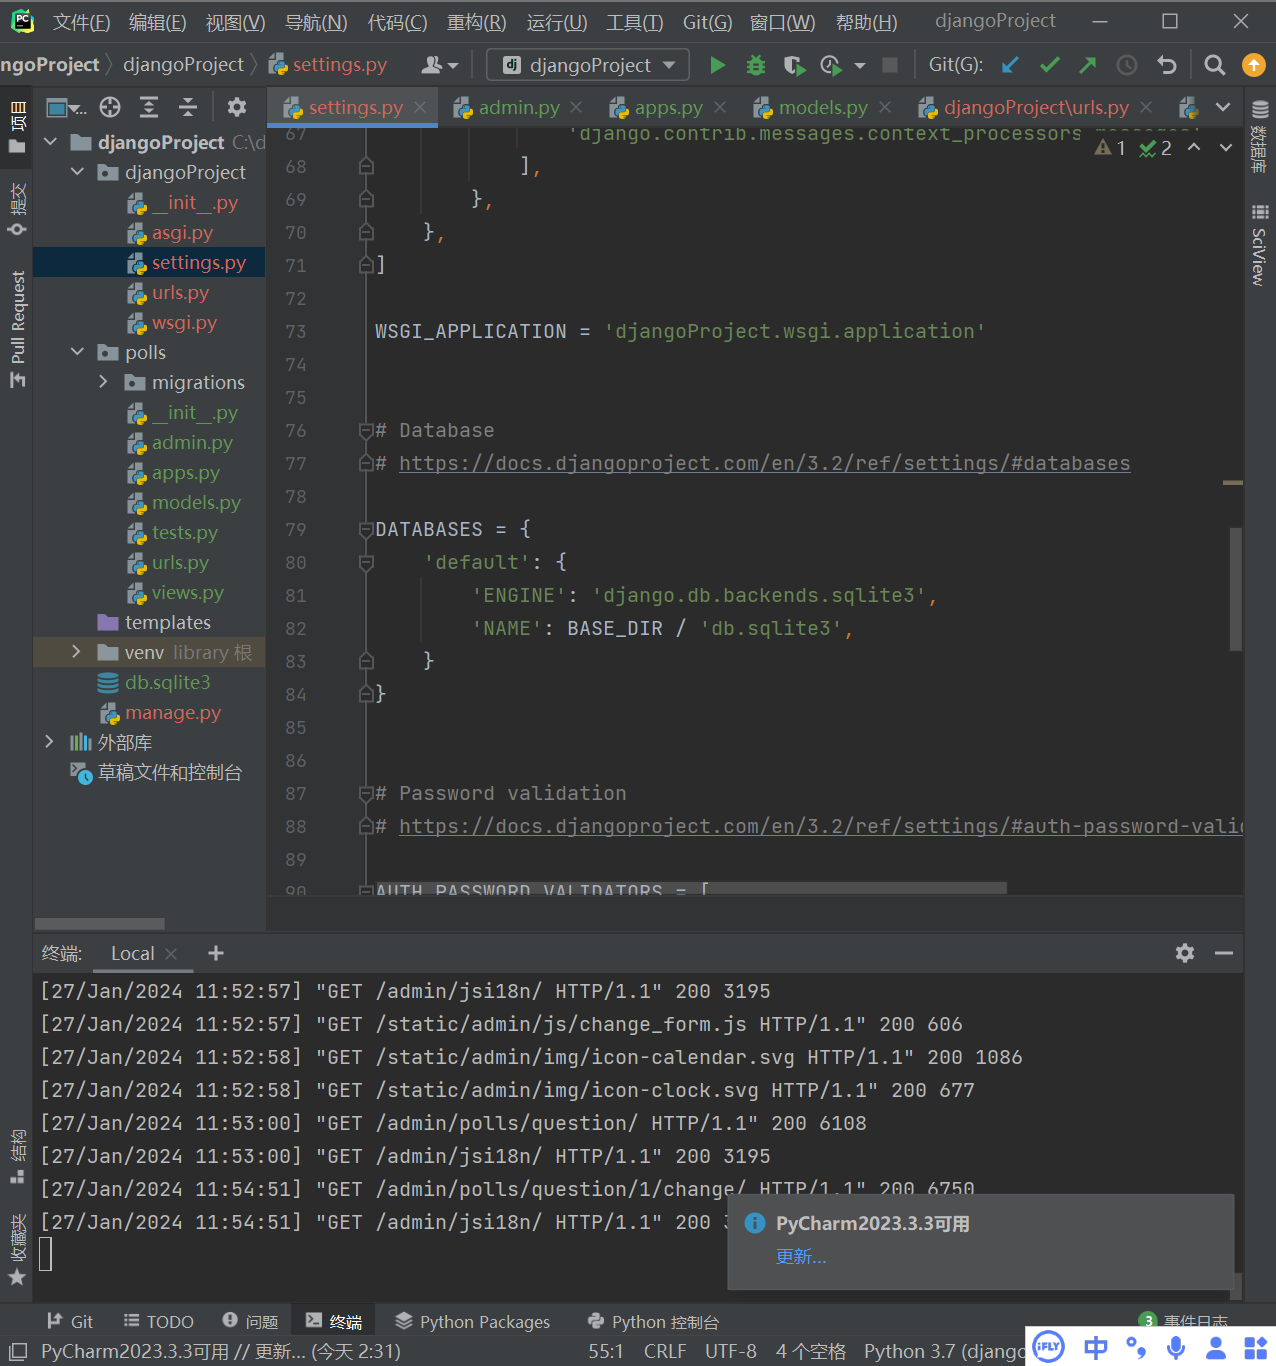 文件(F) 编辑(E) 视图(V) 导航(N) 代码(C) 重构(R) 运行(U) 工具(T) Git(G) 窗口(W) 帮助(H) djangoProject
ngoProject djangoProject settings.py djangoProject Git(G):
settings.py admin.py apps.py models.py djangoProject\urls.py
项目
提交
Pull Request
结构
收藏夹
数据库
SciView
djangoProject C:\d
djangoProject
__init__.py
asgi.py
settings.py
urls.py
wsgi.py
polls
migrations
__init__.py
admin.py
apps.py
models.py
tests.py
urls.py
views.py
templates
venv library 根
db.sqlite3
manage.py
外部库
草稿文件和控制台
1 2
67 'django.contrib.messages.context_processors.messages'
68 ],
69 },
70 },
71 ]
72
73 WSGI_APPLICATION = 'djangoProject.wsgi.application'
74
75
76 # Database
77 # https://docs.djangoproject.com/en/3.2/ref/settings/#databases
78
79 DATABASES = {
80 'default': {
81 'ENGINE': 'django.db.backends.sqlite3',
82 'NAME': BASE_DIR / 'db.sqlite3',
83 }
84 }
85
86
87 # Password validation
88 # https://docs.djangoproject.com/en/3.2/ref/settings/#auth-password-valid
89
90 AUTH_PASSWORD_VALIDATORS = [
终端: Local
[27/Jan/2024 11:52:57] "GET /admin/jsi18n/ HTTP/1.1" 200 3195
[27/Jan/2024 11:52:57] "GET /static/admin/js/change_form.js HTTP/1.1" 200 606
[27/Jan/2024 11:52:58] "GET /static/admin/img/icon-calendar.svg HTTP/1.1" 200 1086
[27/Jan/2024 11:52:58] "GET /static/admin/img/icon-clock.svg HTTP/1.1" 200 677
[27/Jan/2024 11:53:00] "GET /admin/polls/question/ HTTP/1.1" 200 6108
[27/Jan/2024 11:53:00] "GET /admin/jsi18n/ HTTP/1.1" 200 3195
[27/Jan/2024 11:54:51] "GET /admin/polls/question/1/change/ HTTP/1.1" 200 6750
[27/Jan/2024 11:54:51] "GET /admin/jsi18n/ HTTP/1.1" 200
PyCharm2023.3.3可用
更新...
Git TODO 问题 终端 Python Packages Python 控制台 3 事件日志
PyCharm2023.3.3可用 // 更新... (今天 2:31) 55:1 CRLF UTF-8 4 个空格 Python 3.7 (django
iFLY 中